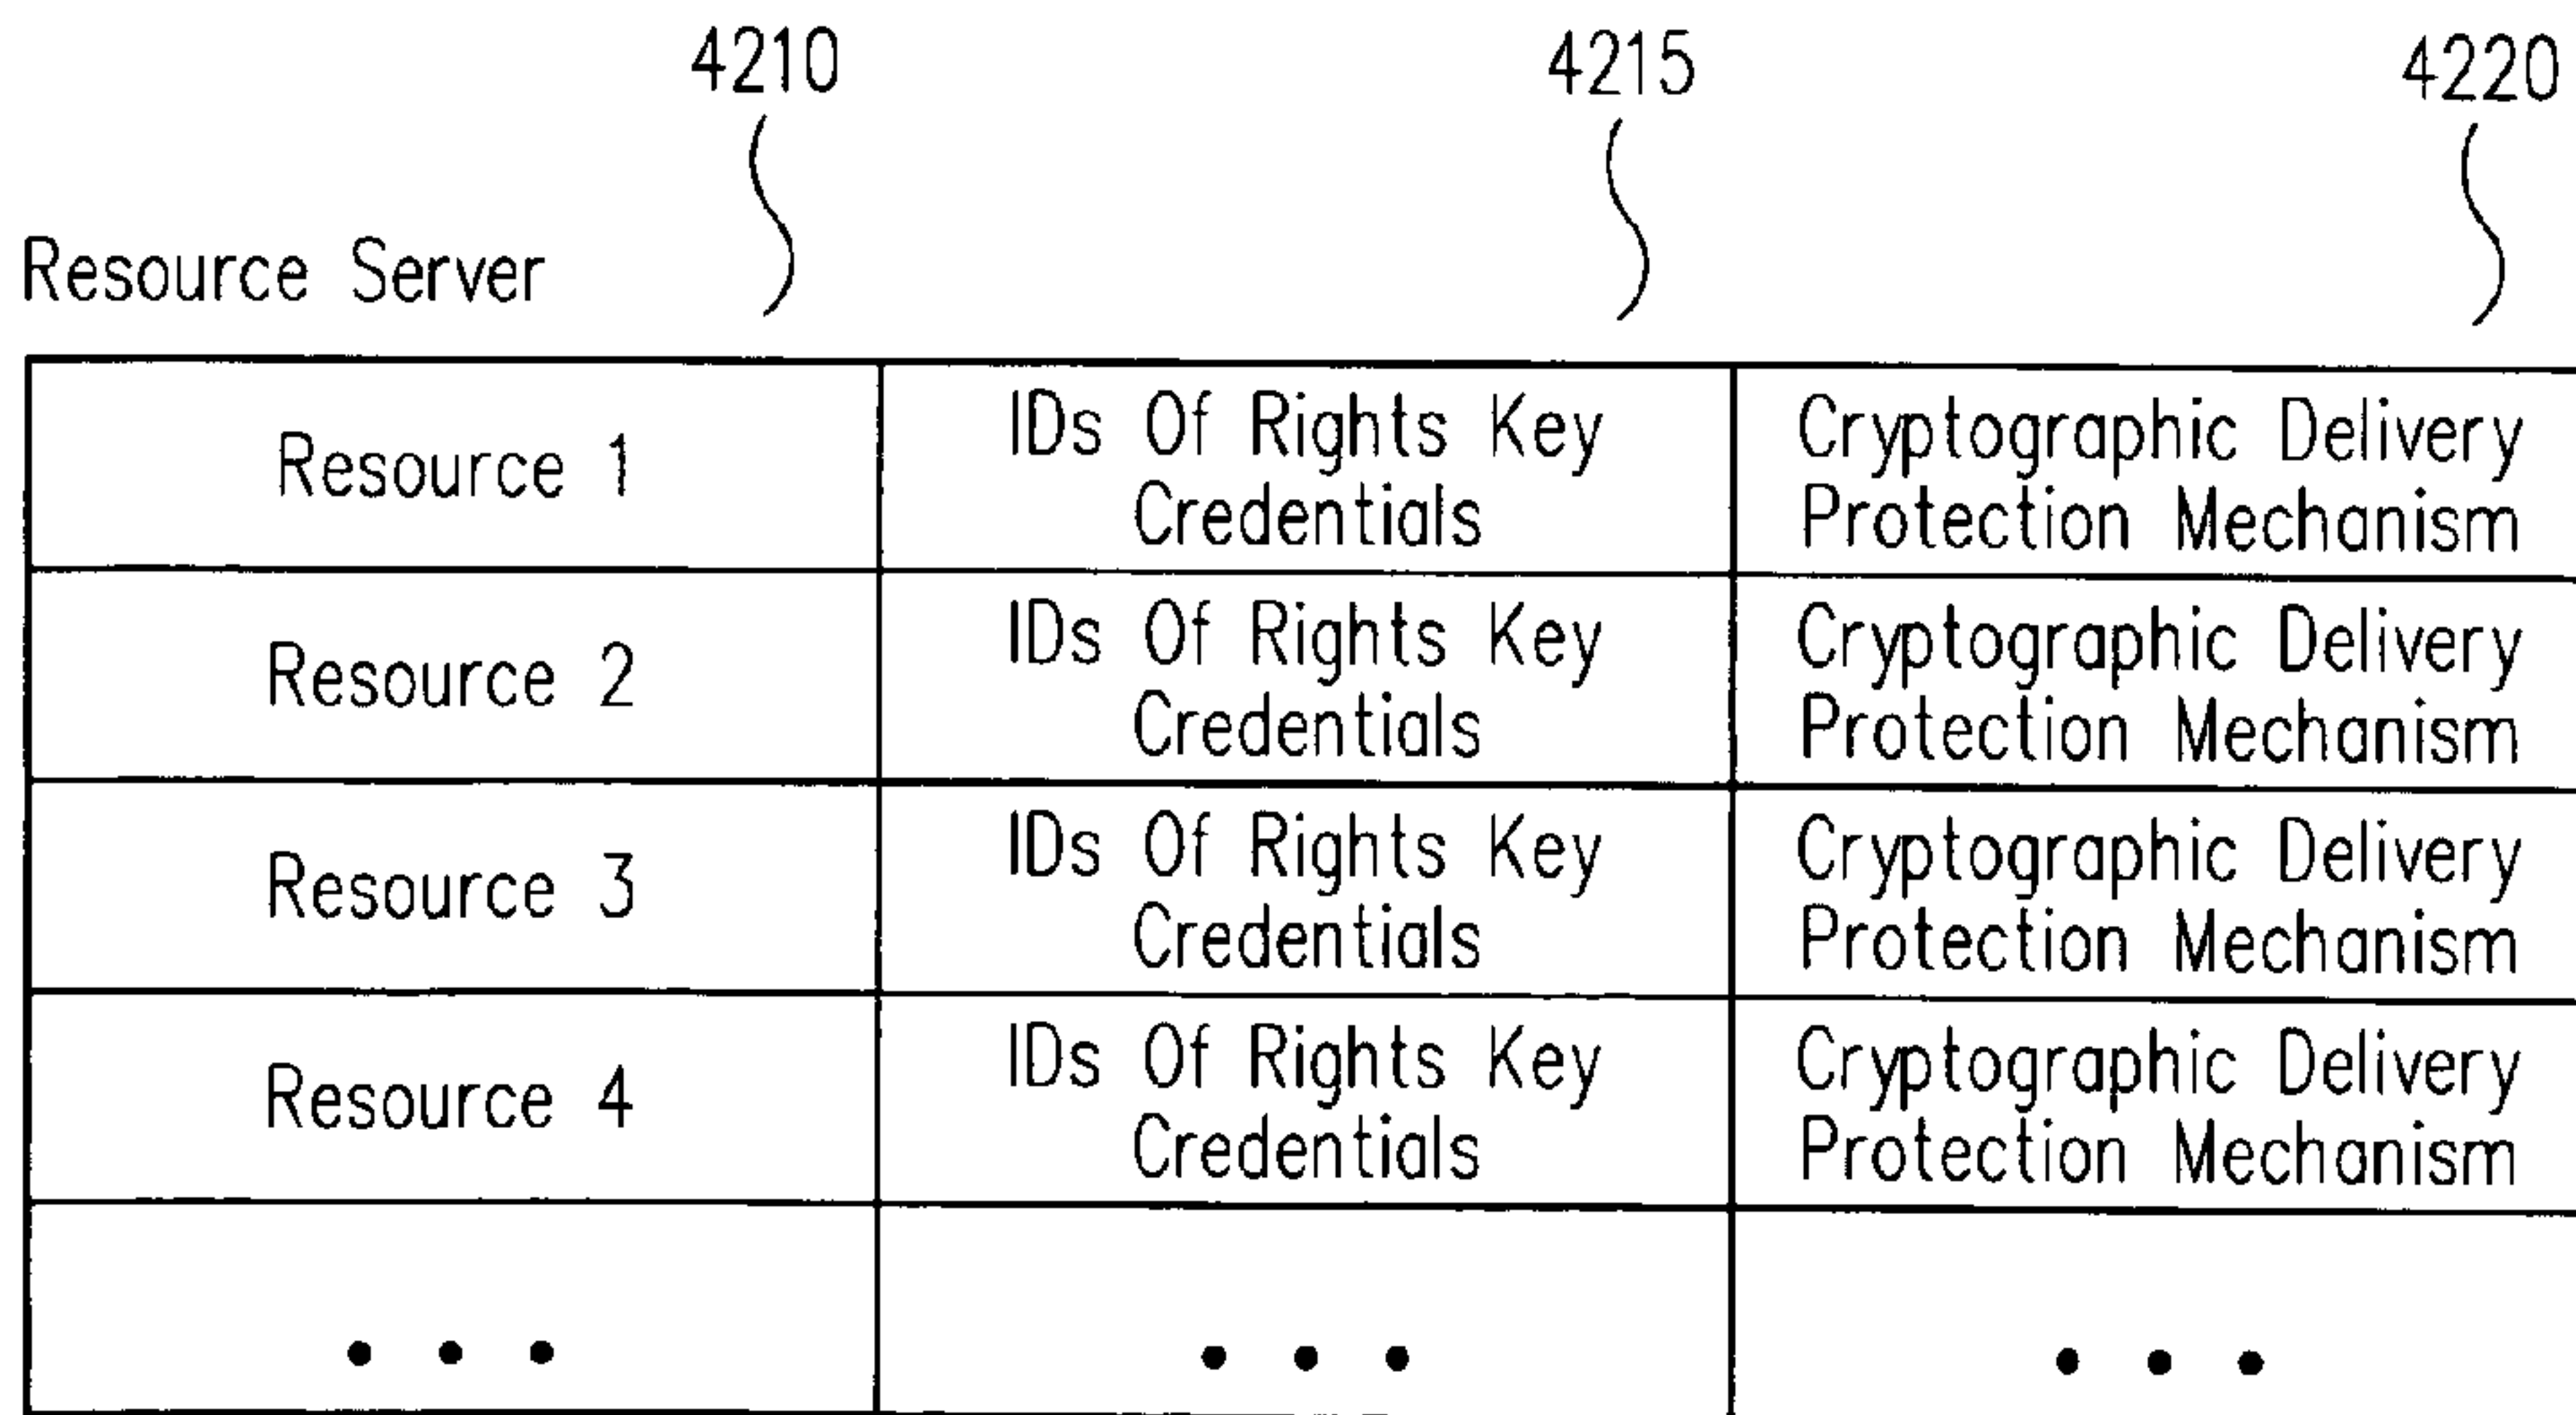 4210 4215 4220
Resource Server
Resource 1
IDs Of Rights Key
Credentials
Cryptographic Delivery
Protection Mechanism
Resource 2
IDs Of Rights Key
Credentials
Cryptographic Delivery
Protection Mechanism
Resource 3
IDs Of Rights Key
Credentials
Cryptographic Delivery
Protection Mechanism
Resource 4
IDs Of Rights Key
Credentials
Cryptographic Delivery
Protection Mechanism
• • •
• • •
• • •